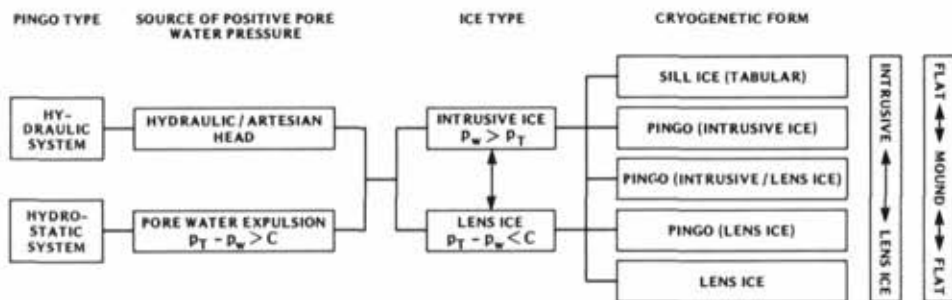 PINGO TYPE
SOURCE OF POSITIVE PORE
WATER PRESSURE
ICE TYPE
CRYOGENETIC FORM
HY-
DRAULIC
SYSTEM
HYDRAULIC / ARTESIAN
HEAD
INTRUSIVE ICE
Pw > PT
SILL ICE (TABULAR)
PINGO (INTRUSIVE ICE)
PINGO (INTRUSIVE / LENS ICE)
HYDRO-
STATIC
SYSTEM
PORE WATER EXPULSION
PT - Pw > C
LENS ICE
PT - Pw < C
PINGO (LENS ICE)
LENS ICE
INTRUSIVE
LENS ICE
FLAT
MOUND
FLAT